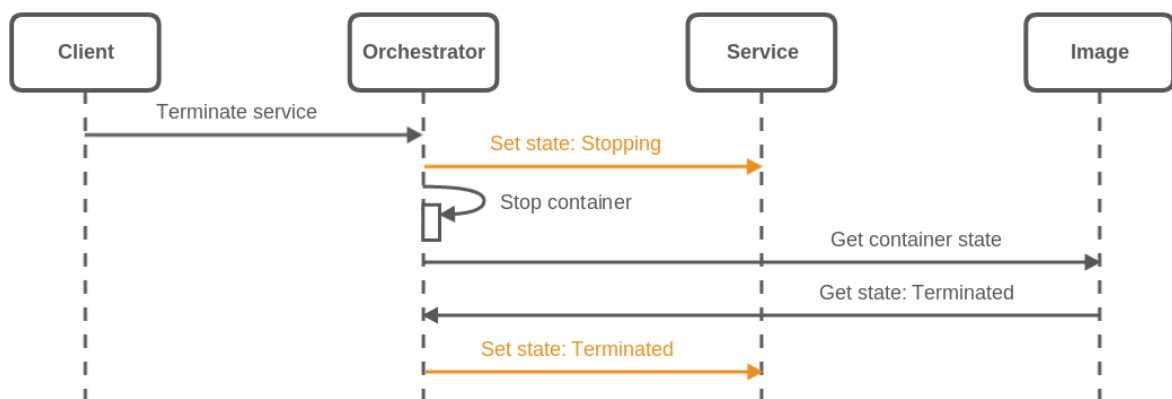 Client
Orchestrator
Service
Image
Terminate service
Set state: Stopping
Stop container
Get container state
Get state: Terminated
Set state: Terminated